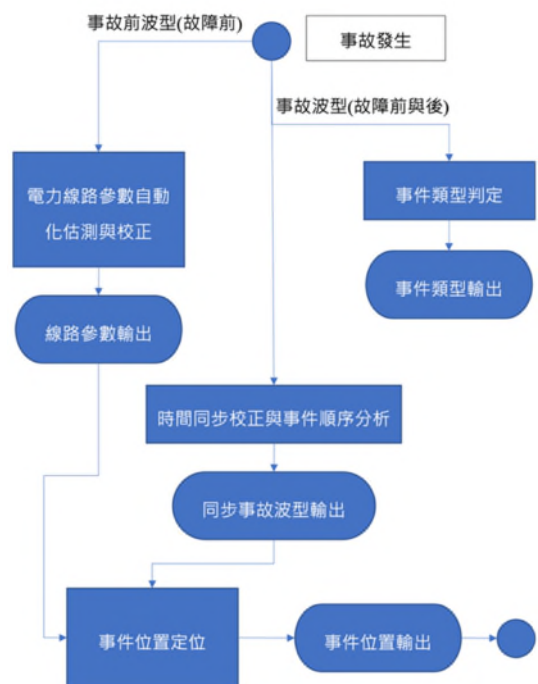 事故前波型(故障前)
事故發生
事故波型(故障前與後)
電力線路參數自動
化估測與校正
事件類型判定
線路參數輸出
事件類型輸出
時間同步校正與事件順序分析
同步事故波型輸出
事件位置定位
事件位置輸出